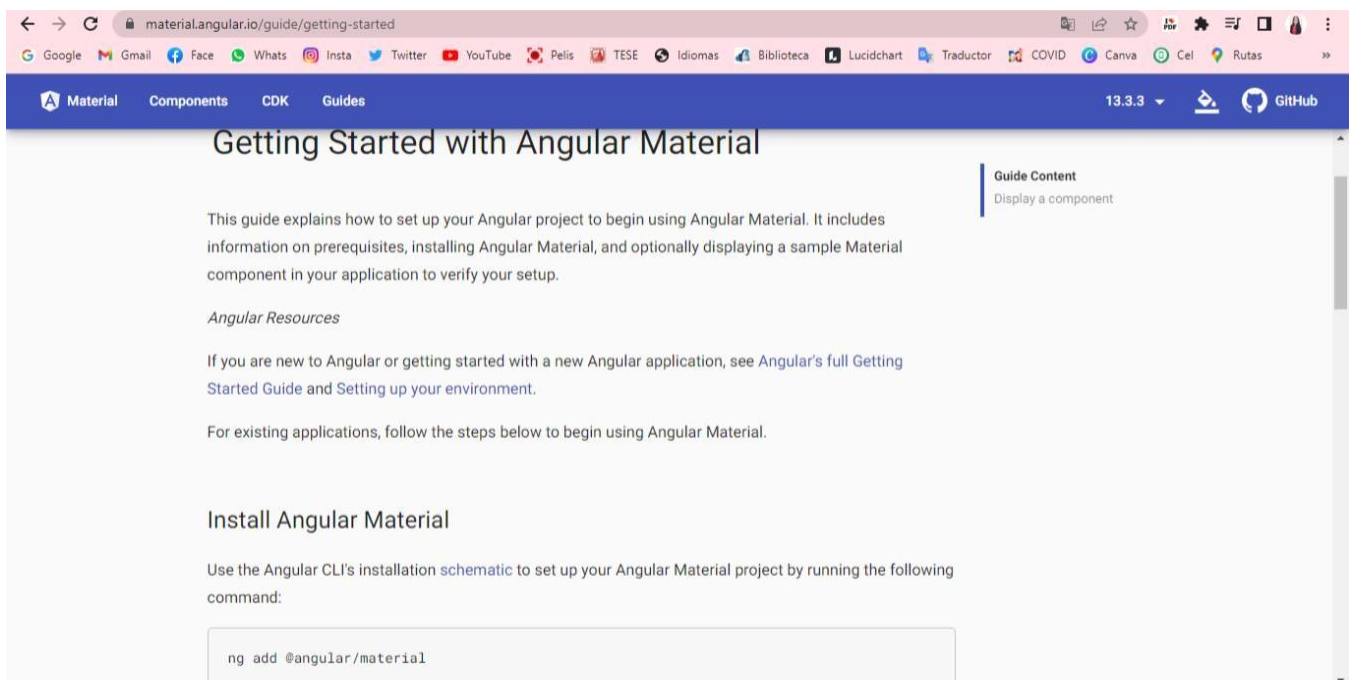 material.angular.io/guide/getting-started
Google Gmail Face Whats Insta Twitter YouTube Pelis TESE Idiomas Biblioteca Lucidchart Traductor COVID Canva Cel Rutas »
Material Components CDK Guides 13.3.3 GitHub
Getting Started with Angular Material
Guide Content
Display a component
This guide explains how to set up your Angular project to begin using Angular Material. It includes
information on prerequisites, installing Angular Material, and optionally displaying a sample Material
component in your application to verify your setup.
Angular Resources
If you are new to Angular or getting started with a new Angular application, see Angular's full Getting
Started Guide and Setting up your environment.
For existing applications, follow the steps below to begin using Angular Material.
Install Angular Material
Use the Angular CLI's installation schematic to set up your Angular Material project by running the following
command:
ng add @angular/material